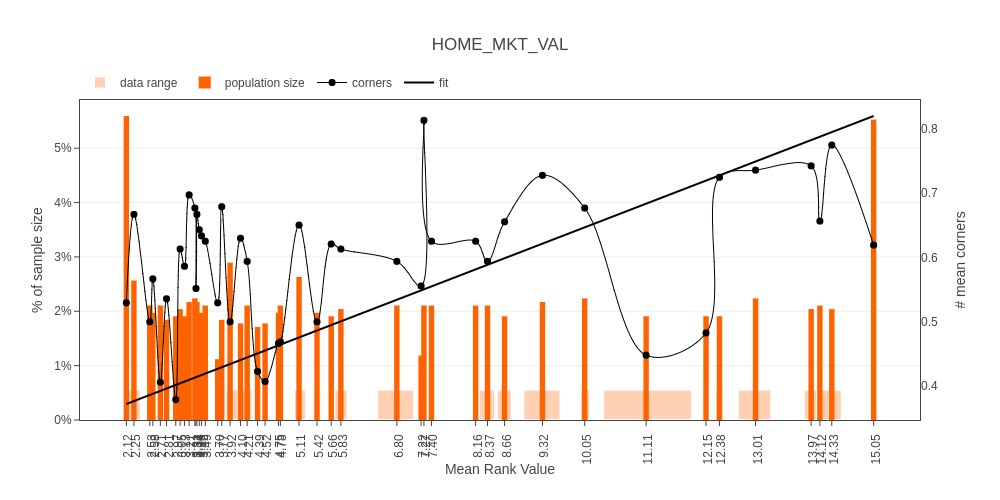 HOME_MKT_VAL
data range population size corners fit
5%
4%
3%
2%
1%
0%
% of sample size
0.8
0.7
0.6
0.5
0.4
# mean corners
2.12 2.25 3.70 3.92 4.10 4.21 4.52 5.11 5.42 5.66 5.83 6.80 7.40 8.16 8.37 8.66 9.32 10.05 11.11 12.15 12.38 13.01 13.97 14.12 14.33 15.05
Mean Rank Value